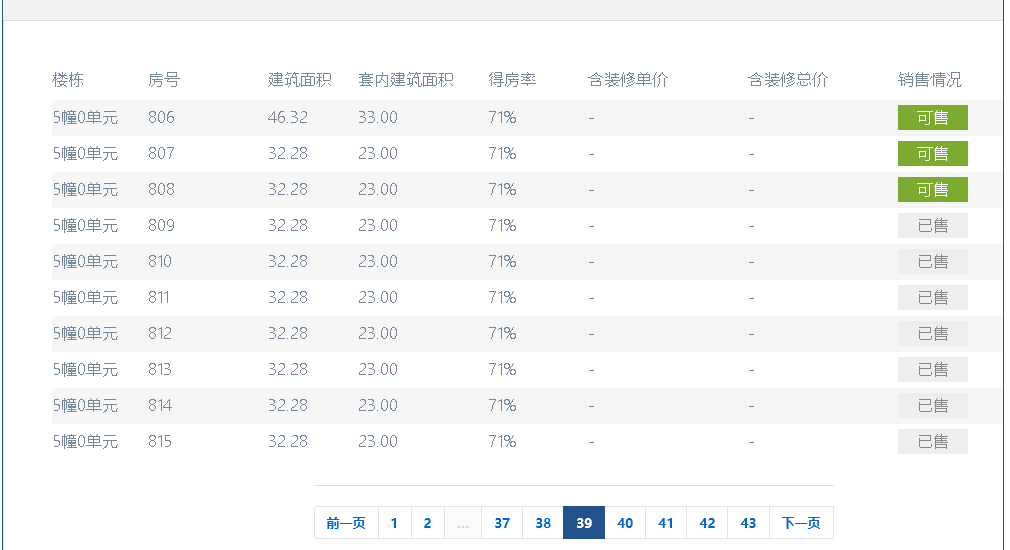 楼栋 房号 建筑面积 套内建筑面积 得房率 含装修单价 含装修总价 销售情况
5幢0单元 806 46.32 33.00 71% - - 可售
5幢0单元 807 32.28 23.00 71% - - 可售
5幢0单元 808 32.28 23.00 71% - - 可售
5幢0单元 809 32.28 23.00 71% - - 已售
5幢0单元 810 32.28 23.00 71% - - 已售
5幢0单元 811 32.28 23.00 71% - - 已售
5幢0单元 812 32.28 23.00 71% - - 已售
5幢0单元 813 32.28 23.00 71% - - 已售
5幢0单元 814 32.28 23.00 71% - - 已售
5幢0单元 815 32.28 23.00 71% - - 已售
前一页 1 2 ... 37 38 39 40 41 42 43 下一页